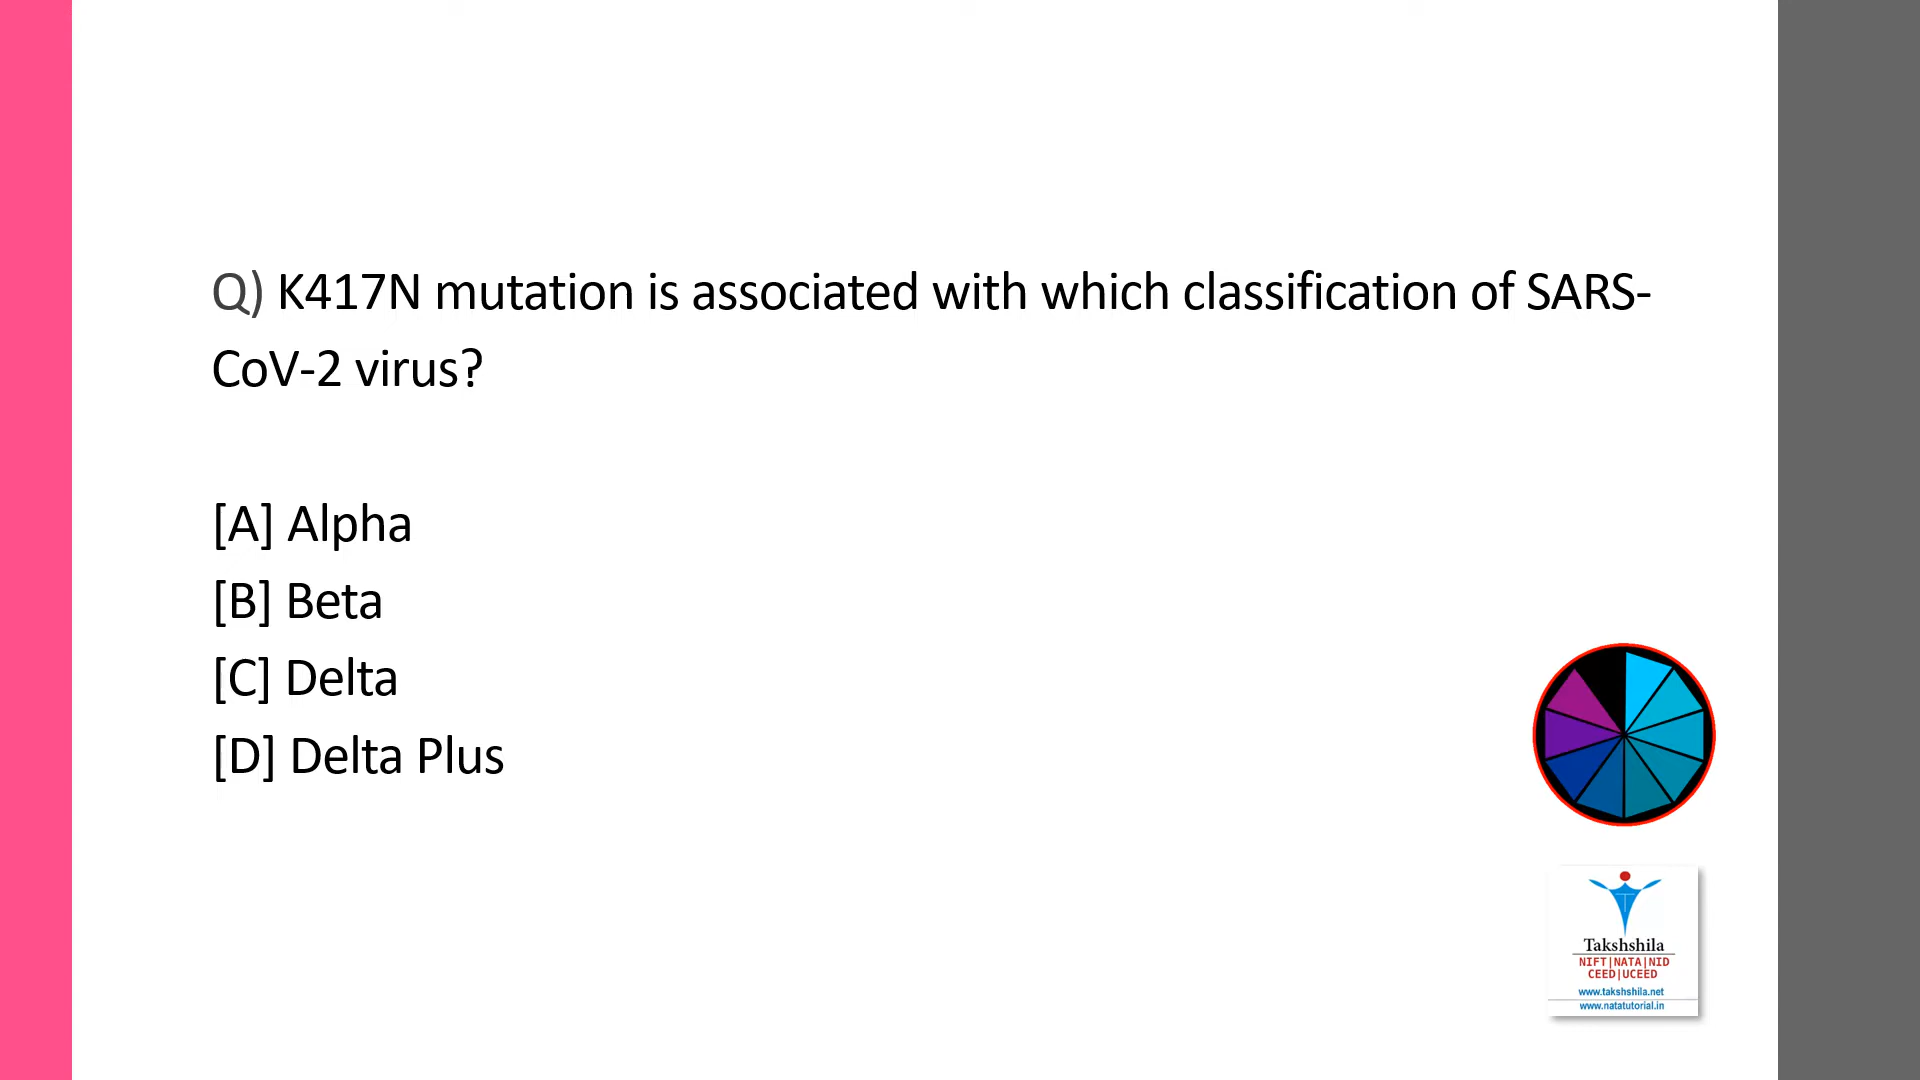 Q) K417N mutation is associated with which classification of SARS-
CoV-2 virus?
[A] Alpha
[B] Beta
[C] Delta
[D] Delta Plus
Takshshila
NIFT|NATA|NID
CEED|UCEED
www.takshshila.net
www.natatutorial.in